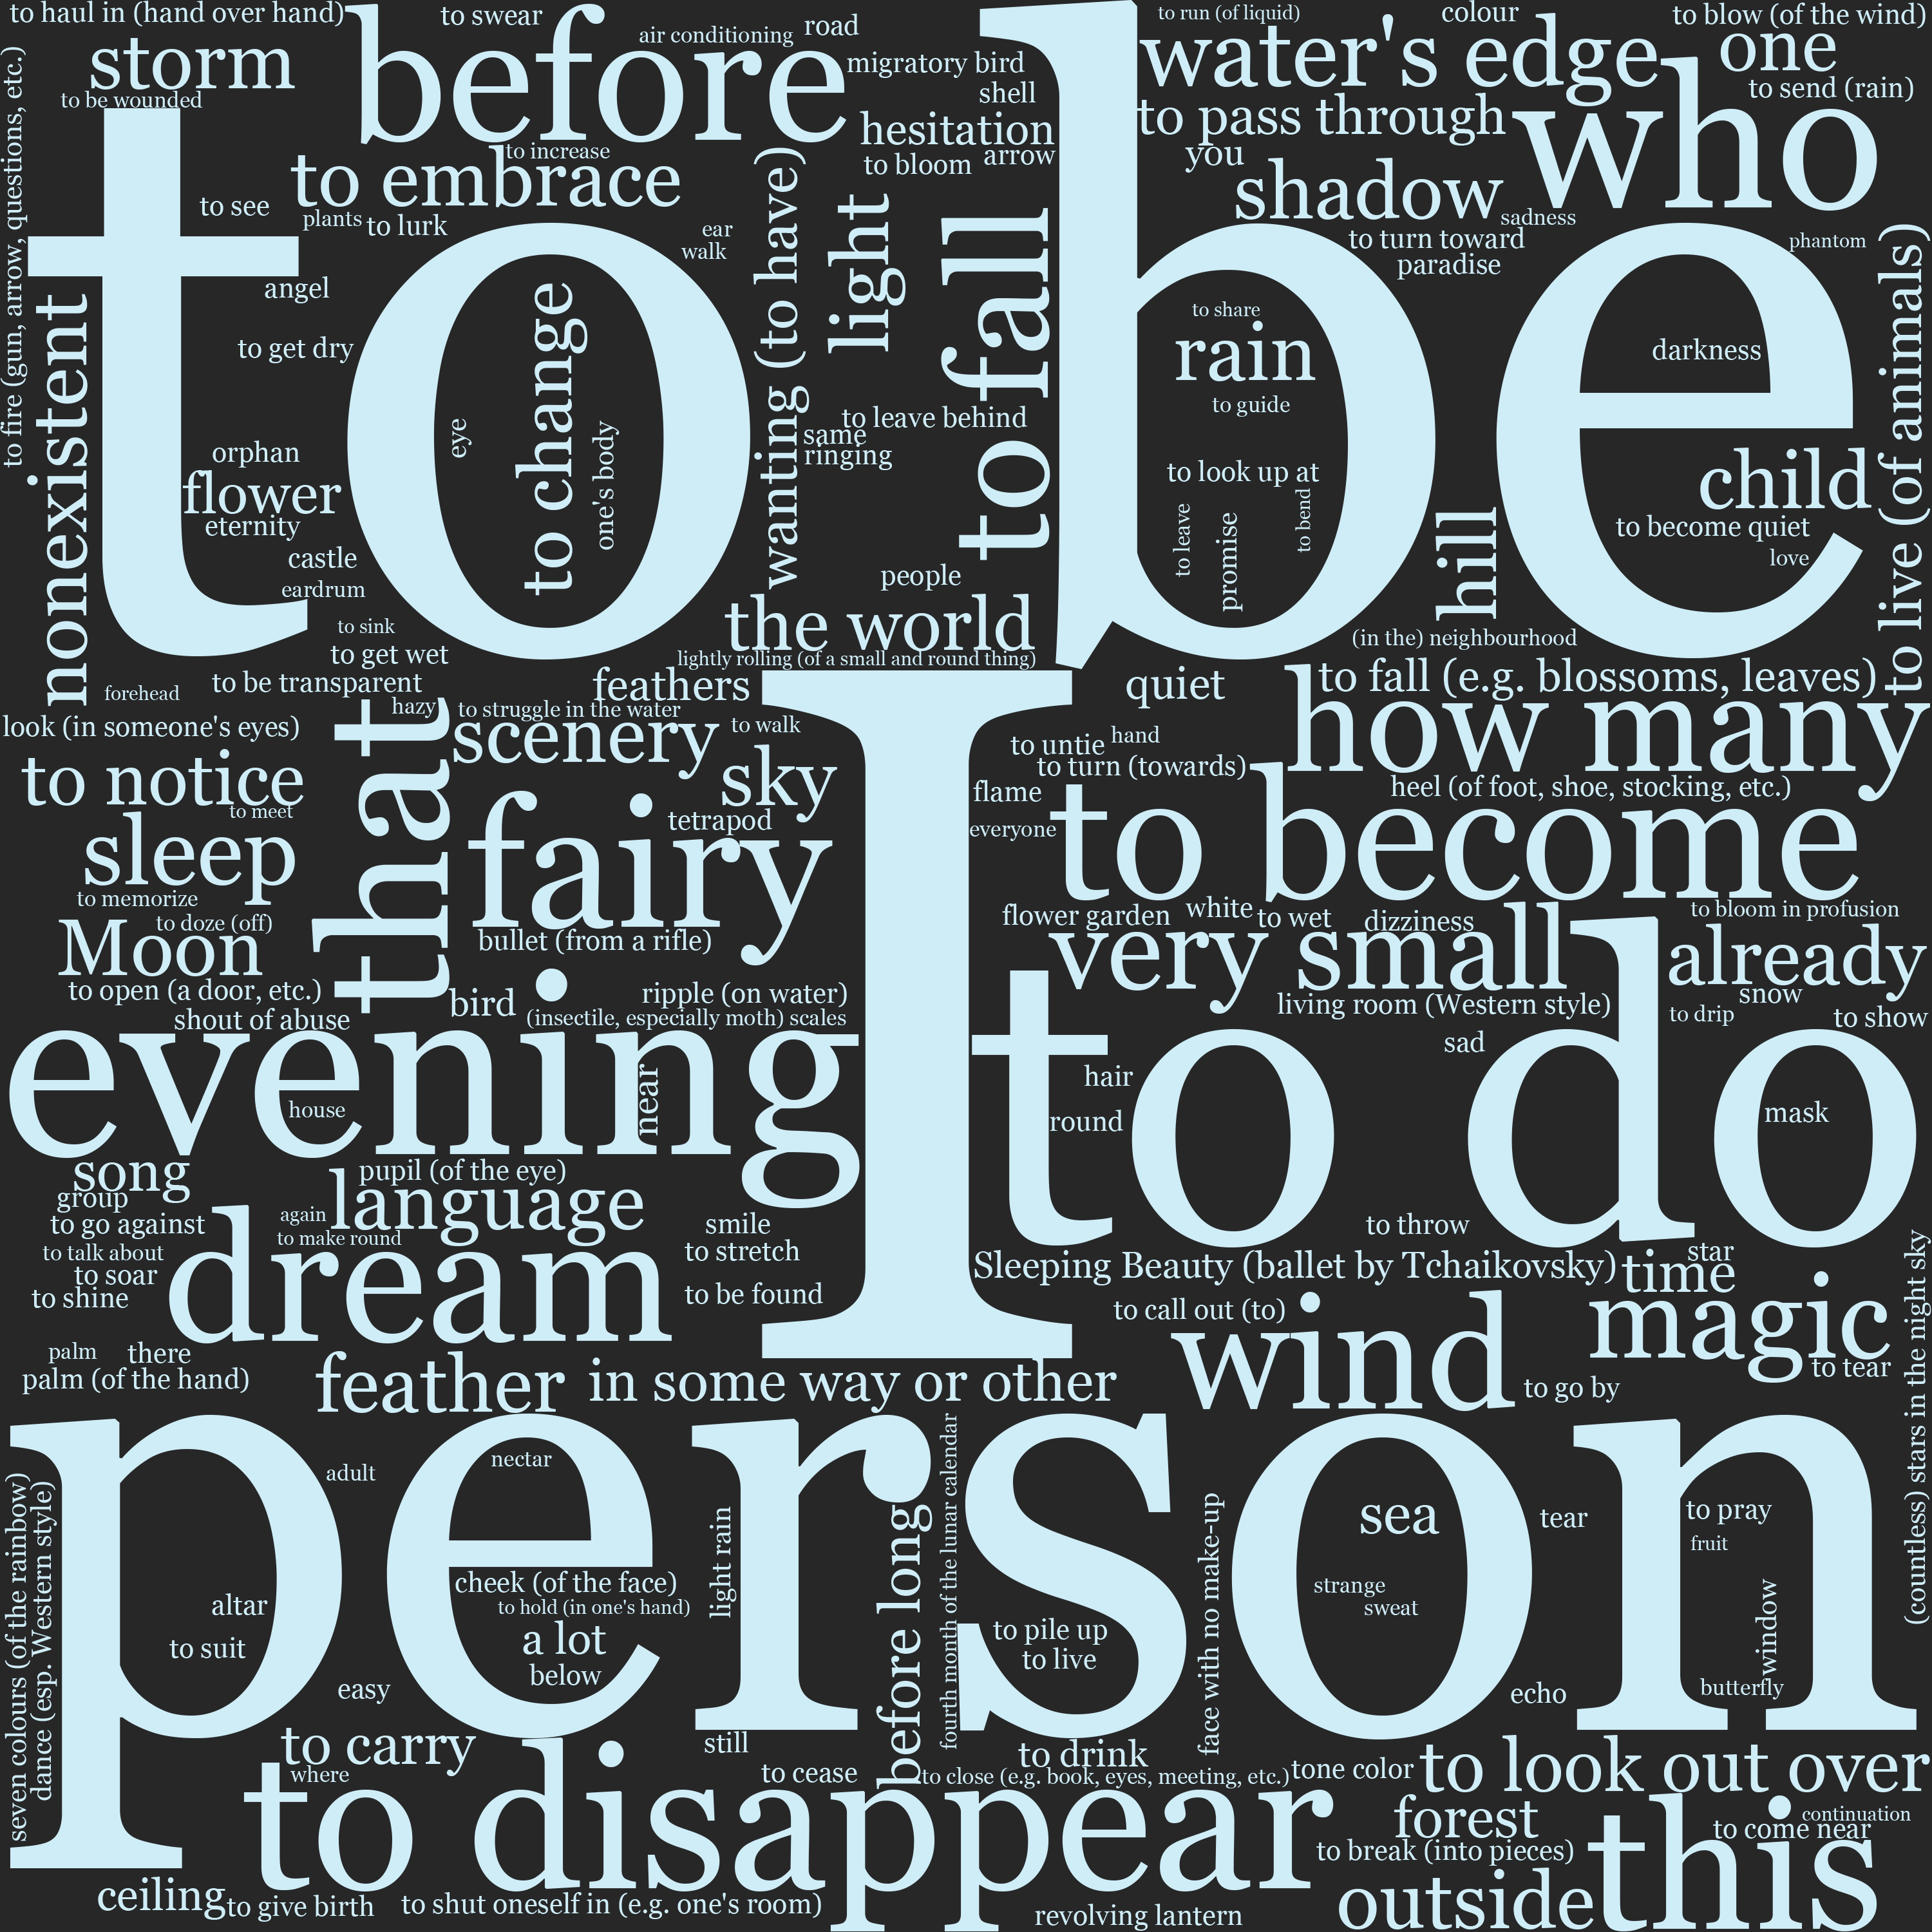 to haul in (hand over hand)
to swear
air conditioning
road
to run (of liquid)
colour
to blow (of the wind)
storm
before
migratory bird
water's edge
one
to be wounded
shell
to send (rain)
to fire (gun, arrow, questions, etc.)
hesitation
to pass through
who
to increase
to embrace
to bloom
arrow
you
shadow
to see
plants
to lurk
ear
walk
sadness
to turn toward
phantom
paradise
to be
angel
to change
wanting (to have)
light
to fall
to share
rain
to get dry
darkness
nonexistent
to leave behind
to guide
same
eye
one's body
orphan
ringing
child
to live (of animals)
flower
to look up at
eternity
to leave
promise
to bend
hill
to become quiet
castle
love
eardrum
people
to sink
the world
(in the) neighbourhood
to get wet
lightly rolling (of a small and round thing)
forehead
to be transparent
feathers
I
quiet
to fall (e.g. blossoms, leaves)
hazy
to struggle in the water
look (in someone's eyes)
that
scenery
to walk
to untie
hand
how many
to notice
sky
to turn (towards)
to meet
fairy
tetrapod
flame
heel (of foot, shoe, stocking, etc.)
everyone
to become
sleep
to memorize
to doze (off)
flower garden
white
to wet
dizziness
to bloom in profusion
Moon
bullet (from a rifle)
very small
already
to open (a door, etc.)
bird
ripple (on water)
living room (Western style)
snow
shout of abuse
(insectile, especially moth) scales
to drip
to show
evening
to do
sad
near
hair
house
round
mask
song
pupil (of the eye)
group
language
to go against
again
smile
to throw
to make round
to talk about
to stretch
to soar
dream
Sleeping Beauty (ballet by Tchaikovsky)
time
star
to shine
to be found
to call out (to)
wind
magic
(countless) stars in the night sky
palm
there
to tear
palm (of the hand)
feather
in some way or other
to go by
person
seven colours (of the rainbow)
dance (esp. Western style)
adult
nectar
fourth month of the lunar calendar
sea
tear
to pray
light rain
before long
face with no make-up
fruit
cheek (of the face)
altar
to hold (in one's hand)
strange
sweat
window
to suit
a lot
to pile up
to live
below
easy
echo
butterfly
to carry
still
to drink
where
to cease
to close (e.g. book, eyes, meeting, etc.)
tone color
to look out over
to disappear
forest
this
continuation
to come near
to break (into pieces)
ceiling
to give birth
to shut oneself in (e.g. one's room)
revolving lantern
outside